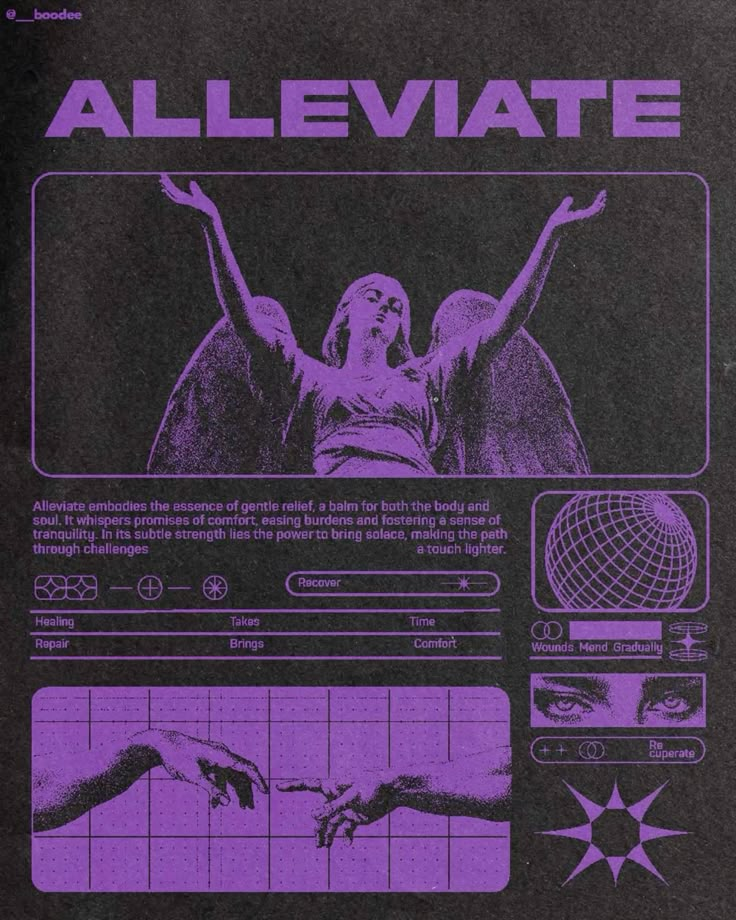 @__boodee
ALLEVIATE
Alleviate embodies the essence of gentle relief, a balm for both the body and
soul. It whispers promises of comfort, easing burdens and fostering a sense of
tranquility. In its subtle strength lies the power to bring solace, making the path
through challenges a touch lighter.
Recover
Healing Takes Time
Repair Brings Comfort
Wounds Mend Gradually
Re
cuperate